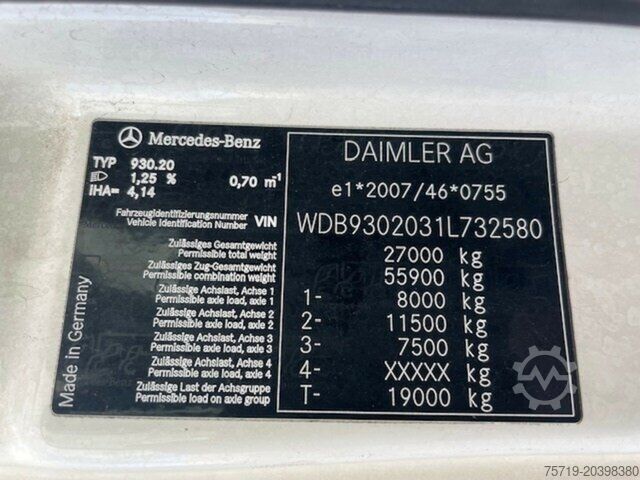 Mercedes-Benz
TYP 930.20
1,25 % 0,70 m⁻¹
IHA= 4,14
Fahrzeugidentifizierungsnummer
Vehicle Identification Number VIN
Zulässiges Gesamtgewicht
Permissible total weight
Zulässiges Zug-Gesamtgewicht
Permissible combination weight
Zulässige Achslast, Achse 1
Permissible axle load, axle 1
Zulässige Achslast, Achse 2
Permissible axle load, axle 2
Zulässige Achslast, Achse 3
Permissible axle load, axle 3
Zulässige Achslast, Achse 4
Permissible axle load, axle 4
Zulässige Last der Achsgruppe
Permissible load on axle group
Made in Germany
DAIMLER AG
e1*2007/46*0755
WDB9302031L732580
27000 kg
55900 kg
1- 8000 kg
2- 11500 kg
3- 7500 kg
4- XXXXX kg
T- 19000 kg
75719-20398380